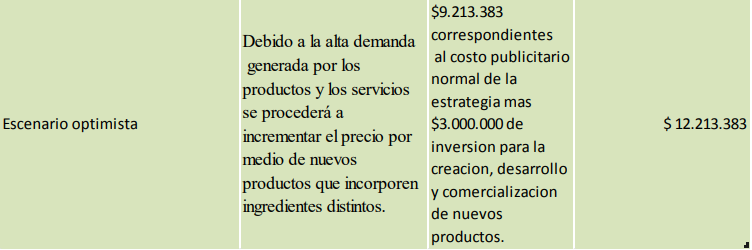 Escenario optimista
Debido a la alta demanda
generada por los
productos y los servicios
se procederá a
incrementar el precio por
medio de nuevos
productos que incorporen
ingredientes distintos.
$9.213.383
correspondientes
al costo publicitario
normal de la
estrategia mas
$3.000.000 de
inversion para la
creacion, desarrollo
y comercializacion
de nuevos
productos.
$ 12.213.383